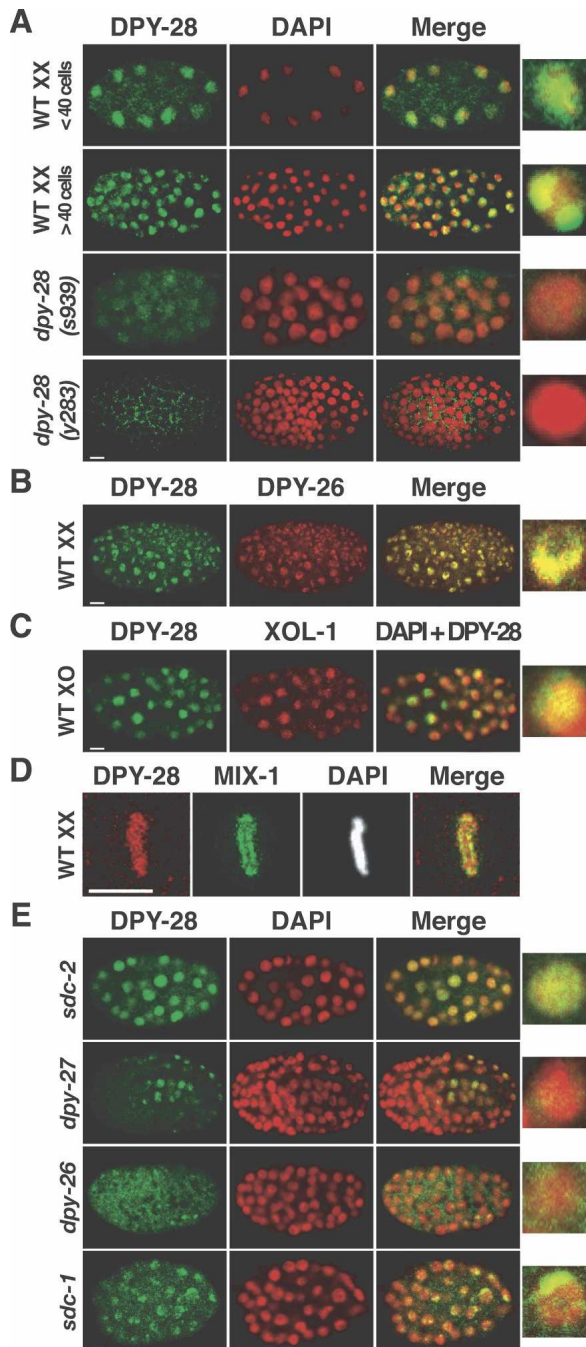 A
DPY-28 DAPI Merge
WT XX
< 40 cells
WT XX
> 40 cells
dpy-28
(s939)
dpy-28
(y283)
B
DPY-28 DPY-26 Merge
WT XX
C
DPY-28 XOL-1 DAPI + DPY-28
WT XO
D
DPY-28 MIX-1 DAPI Merge
WT XX
E
DPY-28 DAPI Merge
sdc-2
dpy-27
dpy-26
sdc-1